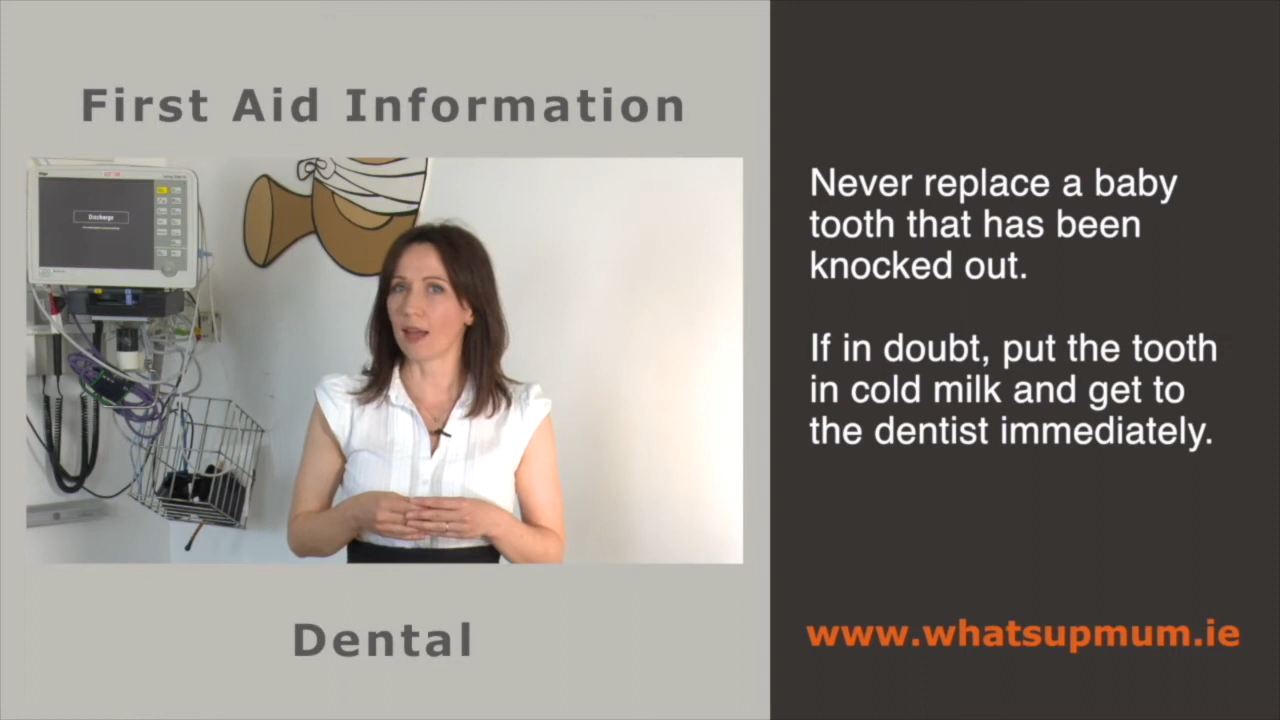 First Aid Information
Discharge
Never replace a baby
tooth that has been
knocked out.
If in doubt, put the tooth
in cold milk and get to
the dentist immediately.
Dental
www.whatsupmum.ie